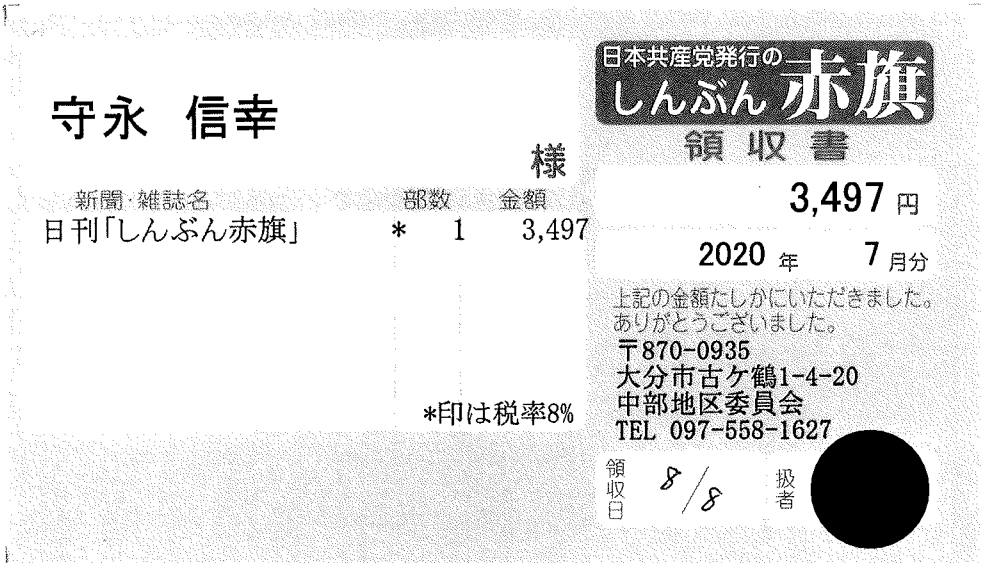 守永 信幸
様
新聞・雑誌名 部数 金額
日刊「しんぶん赤旗」 * 1 3,497
*印は税率8%
日本共産党発行の
しんぶん赤旗
領収書
3,497 円
2020 年 7 月分
上記の金額たしかにいただきました。
ありがとうございました。
〒870-0935
大分市古ケ鶴1-4-20
中部地区委員会
TEL 097-558-1627
領収日 8/8 扱者